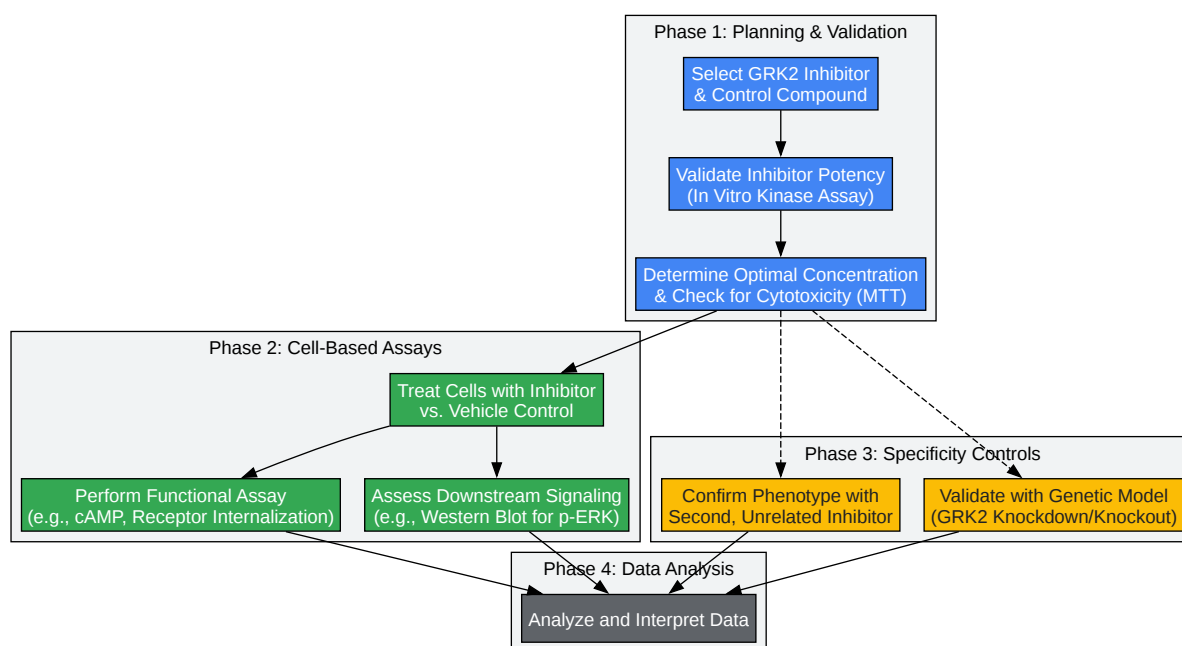 Phase 1: Planning & Validation
Select GRK2 Inhibitor
& Control Compound
Validate Inhibitor Potency
(In Vitro Kinase Assay)
Determine Optimal Concentration
& Check for Cytotoxicity (MTT)
Phase 2: Cell-Based Assays
Treat Cells with Inhibitor
vs. Vehicle Control
Perform Functional Assay
(e.g., cAMP, Receptor Internalization)
Assess Downstream Signaling
(e.g., Western Blot for p-ERK)
Phase 3: Specificity Controls
Confirm Phenotype with
Second, Unrelated Inhibitor
Validate with Genetic Model
(GRK2 Knockdown/Knockout)
Phase 4: Data Analysis
Analyze and Interpret Data